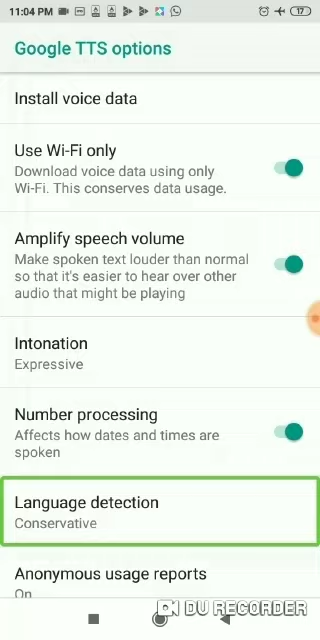 11:04 PM
17
Google TTS options
Install voice data
Use Wi-Fi only
Download voice data using only
Wi-Fi. This conserves data usage.
Amplify speech volume
Make spoken text louder than normal
so that it's easier to hear over other
audio that might be playing
Intonation
Expressive
Number processing
Affects how dates and times are
spoken
Language detection
Conservative
Anonymous usage reports
On
DU RECORDER